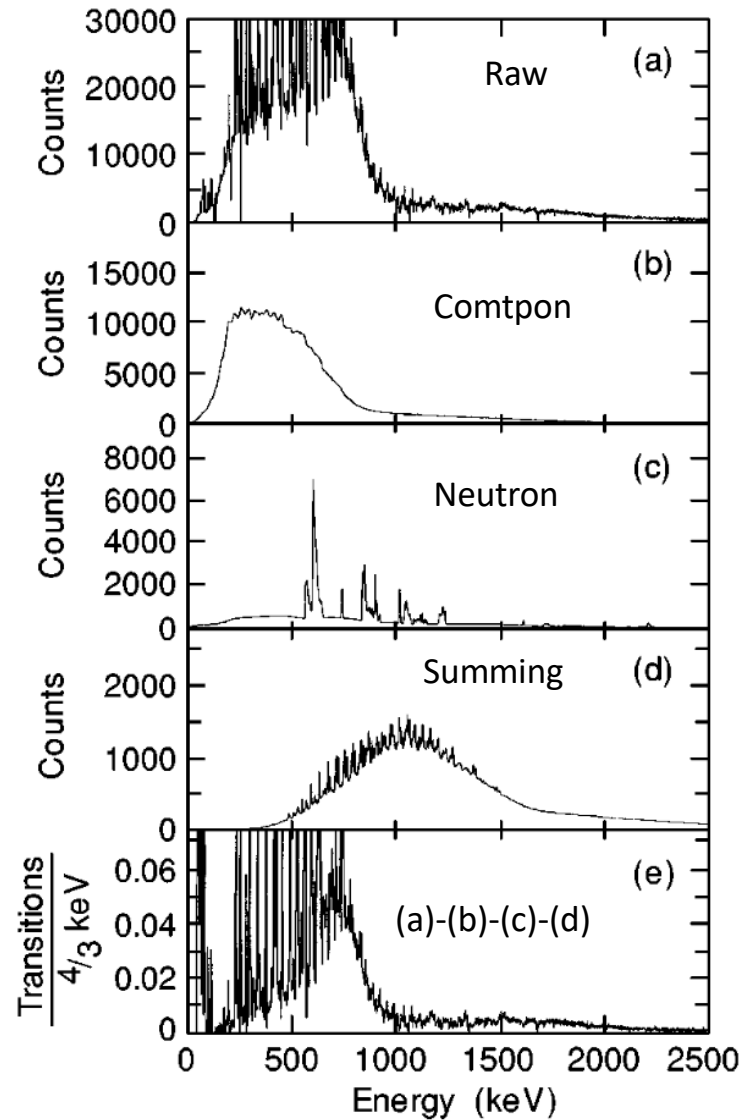 30000
20000
10000
0
Counts
Raw
(a)
15000
10000
5000
0
Counts
Comtpon
(b)
8000
6000
4000
2000
0
Counts
Neutron
(c)
2000
1000
0
Counts
Summing
(d)
0.06
0.04
0.02
0
Transitions
4/3 keV
(a)-(b)-(c)-(d)
(e)
0 500 1000 1500 2000 2500
Energy (keV)